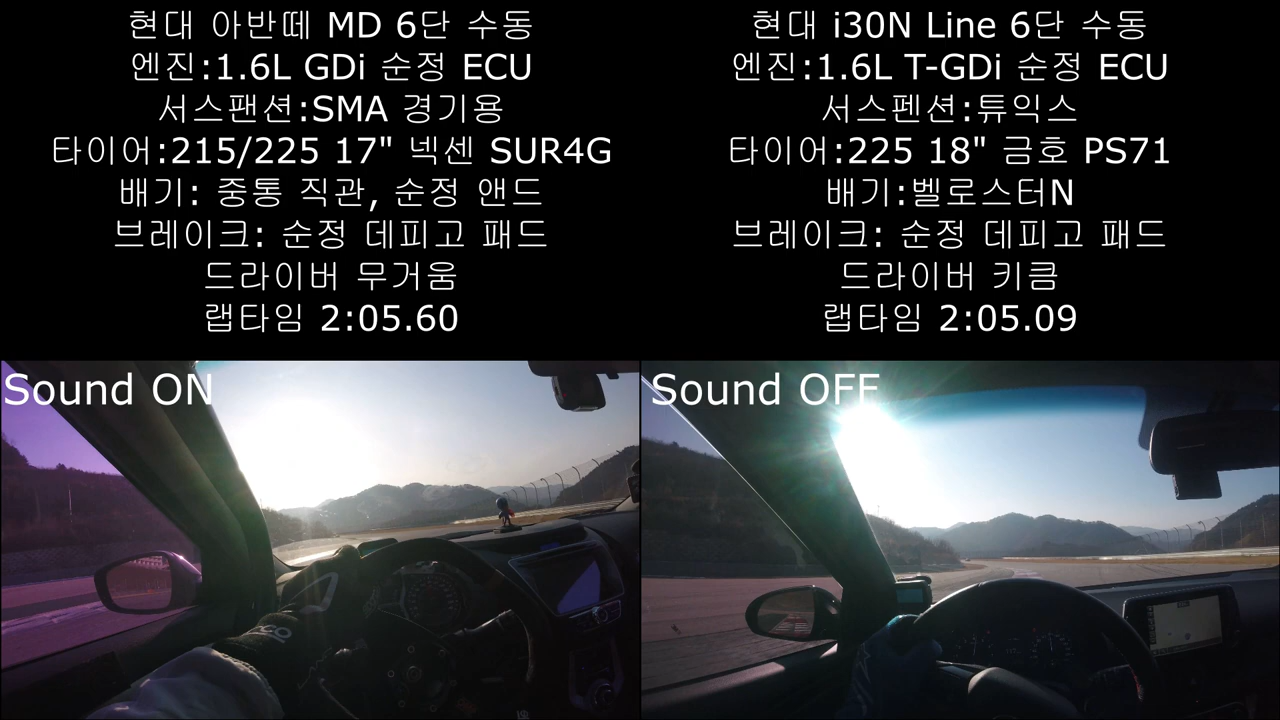 현대 아반떼 MD 6단 수동
엔진:1.6L GDi 순정 ECU
서스팬션:SMA 경기용
타이어:215/225 17" 넥센 SUR4G
배기: 중통 직관, 순정 앤드
브레이크: 순정 데피고 패드
드라이버 무거움
랩타임 2:05.60
현대 i30N Line 6단 수동
엔진:1.6L T-GDi 순정 ECU
서스펜션:튜익스
타이어:225 18" 금호 PS71
배기:벨로스터N
브레이크: 순정 데피고 패드
드라이버 키큼
랩타임 2:05.09
Sound ON
Sound OFF